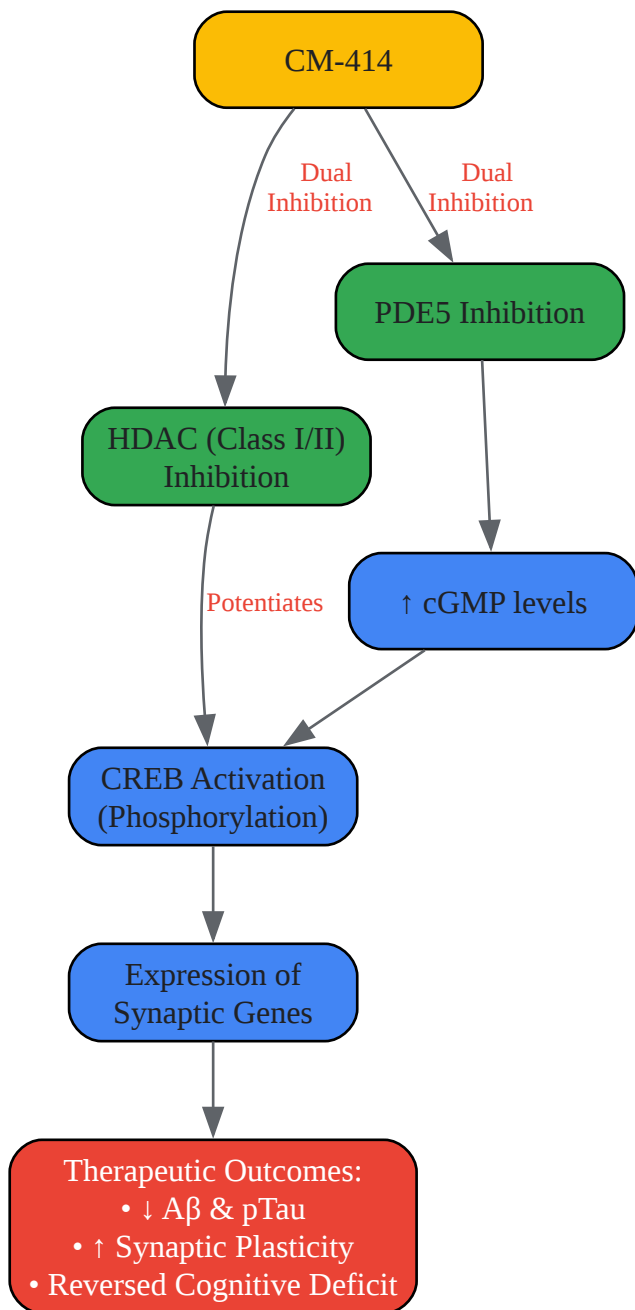 CM-414
Dual
Inhibition
Dual
Inhibition
PDE5 Inhibition
HDAC (Class I/II)
Inhibition
↑ cGMP levels
Potentiates
CREB Activation
(Phosphorylation)
Expression of
Synaptic Genes
Therapeutic Outcomes:
• ↓ Aβ & pTau
• ↑ Synaptic Plasticity
• Reversed Cognitive Deficit